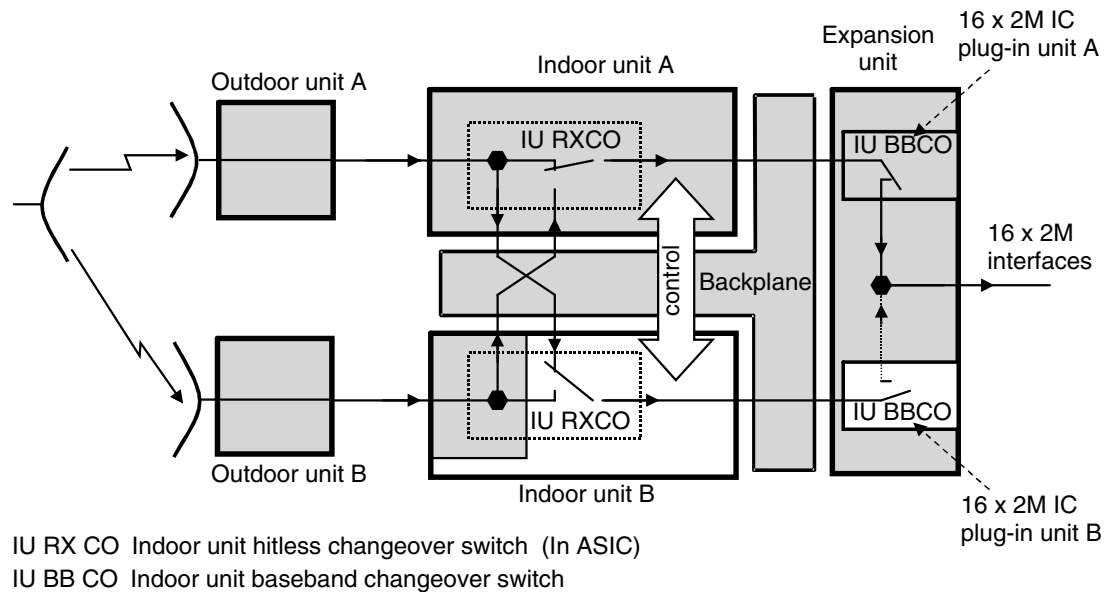 16 x 2M IC
plug-in unit A
Expansion
unit
Outdoor unit A
Indoor unit A
IU RXCO
IU BBCO
16 x 2M
interfaces
control
Backplane
IU RXCO
IU BBCO
Outdoor unit B
Indoor unit B
16 x 2M IC
plug-in unit B
IU RX CO Indoor unit hitless changeover switch (In ASIC)
IU BB CO Indoor unit baseband changeover switch